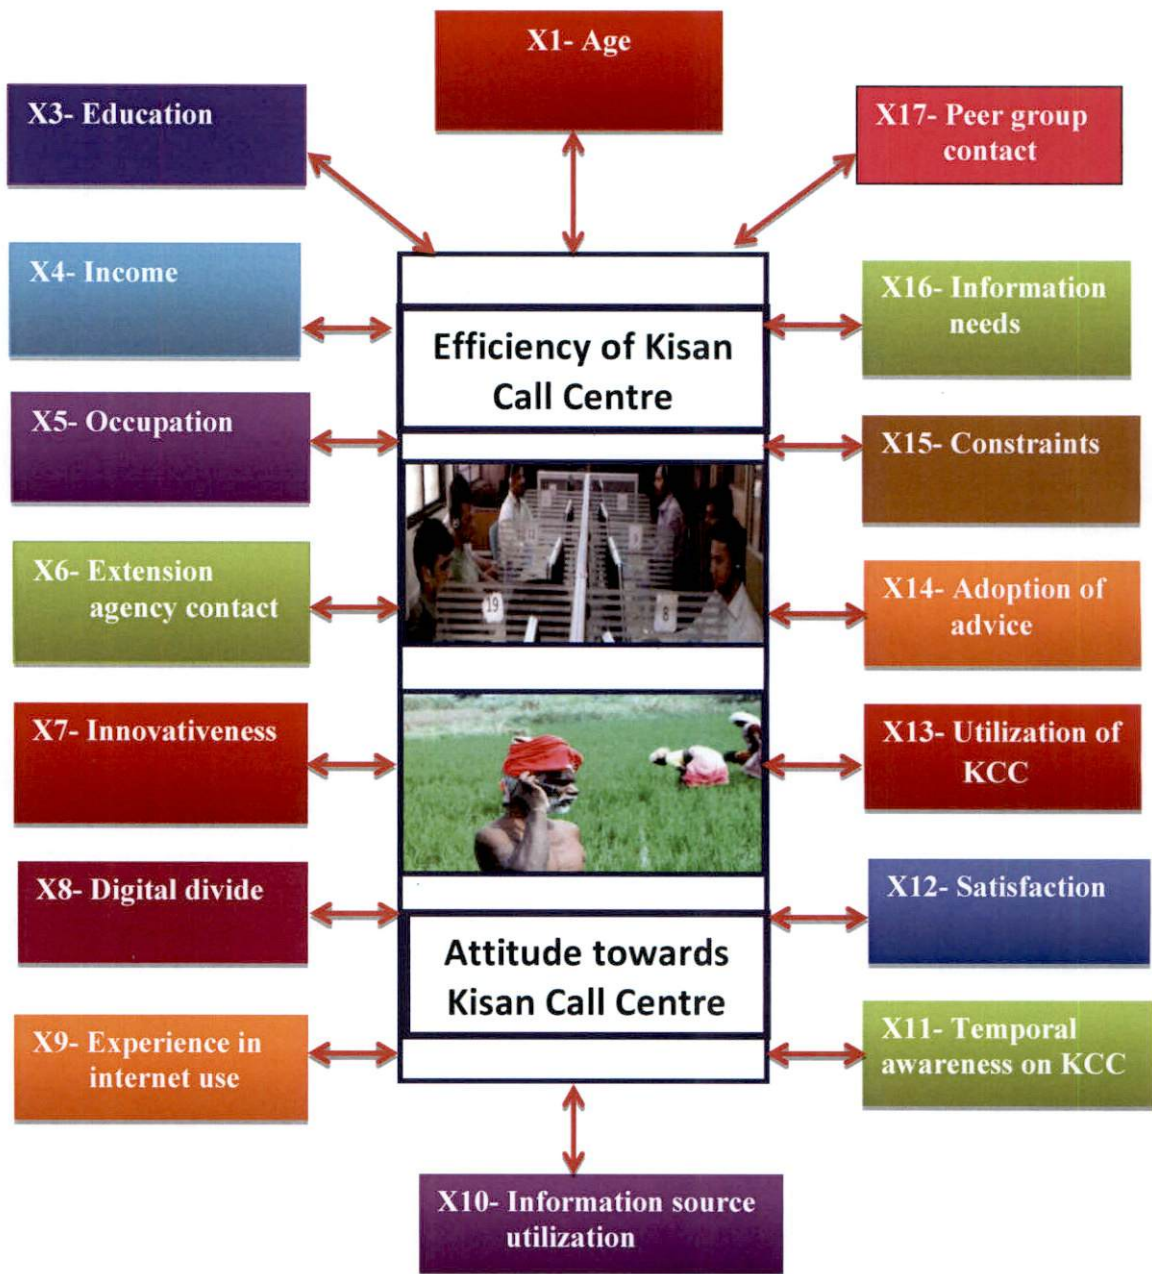 X1- Age
X3- Education
X17- Peer group
contact
X4- Income
X16- Information
needs
Efficiency of Kisan
Call Centre
X5- Occupation
X15- Constraints
X6- Extension
agency contact
19
8
X14- Adoption of
advice
X7- Innovativeness
X13- Utilization of
KCC
X8- Digital divide
X12- Satisfaction
Attitude towards
Kisan Call Centre
X9- Experience in
internet use
X11- Temporal
awareness on KCC
X10- Information source
utilization